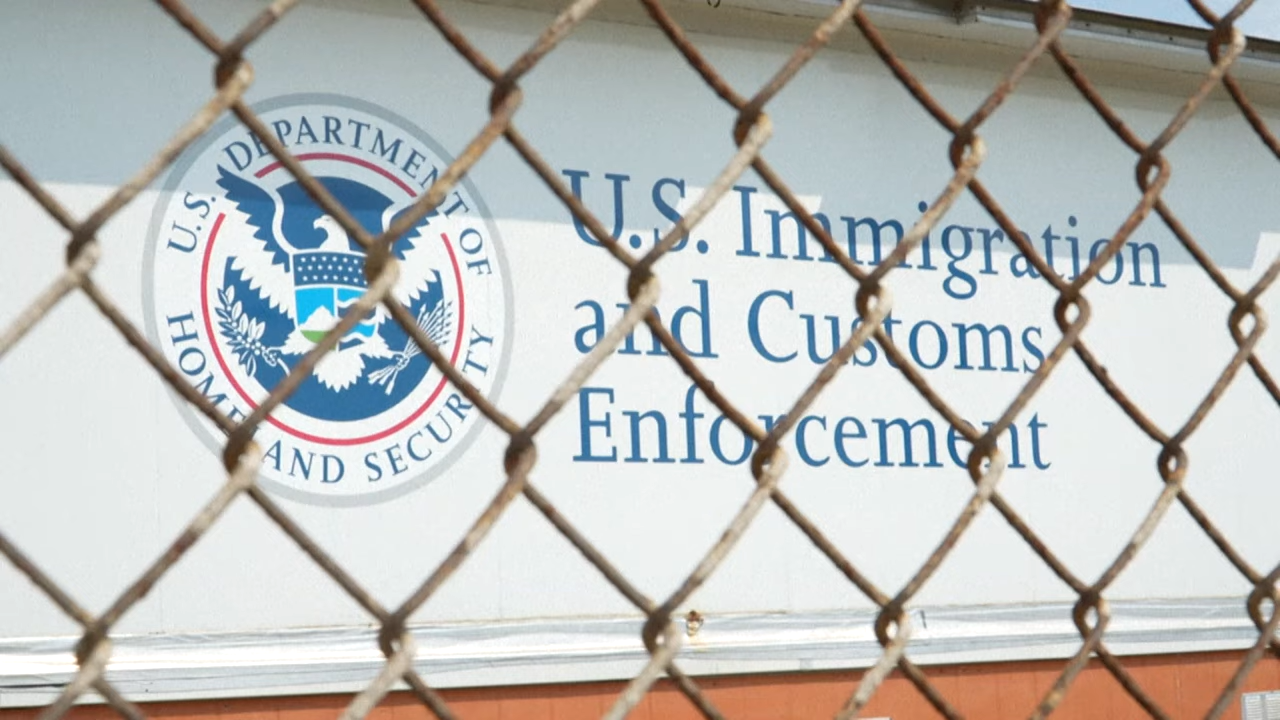 U.S. DEPARTMENT OF
HOMELAND SECURITY
U.S. Immigration
and Customs
Enforcement